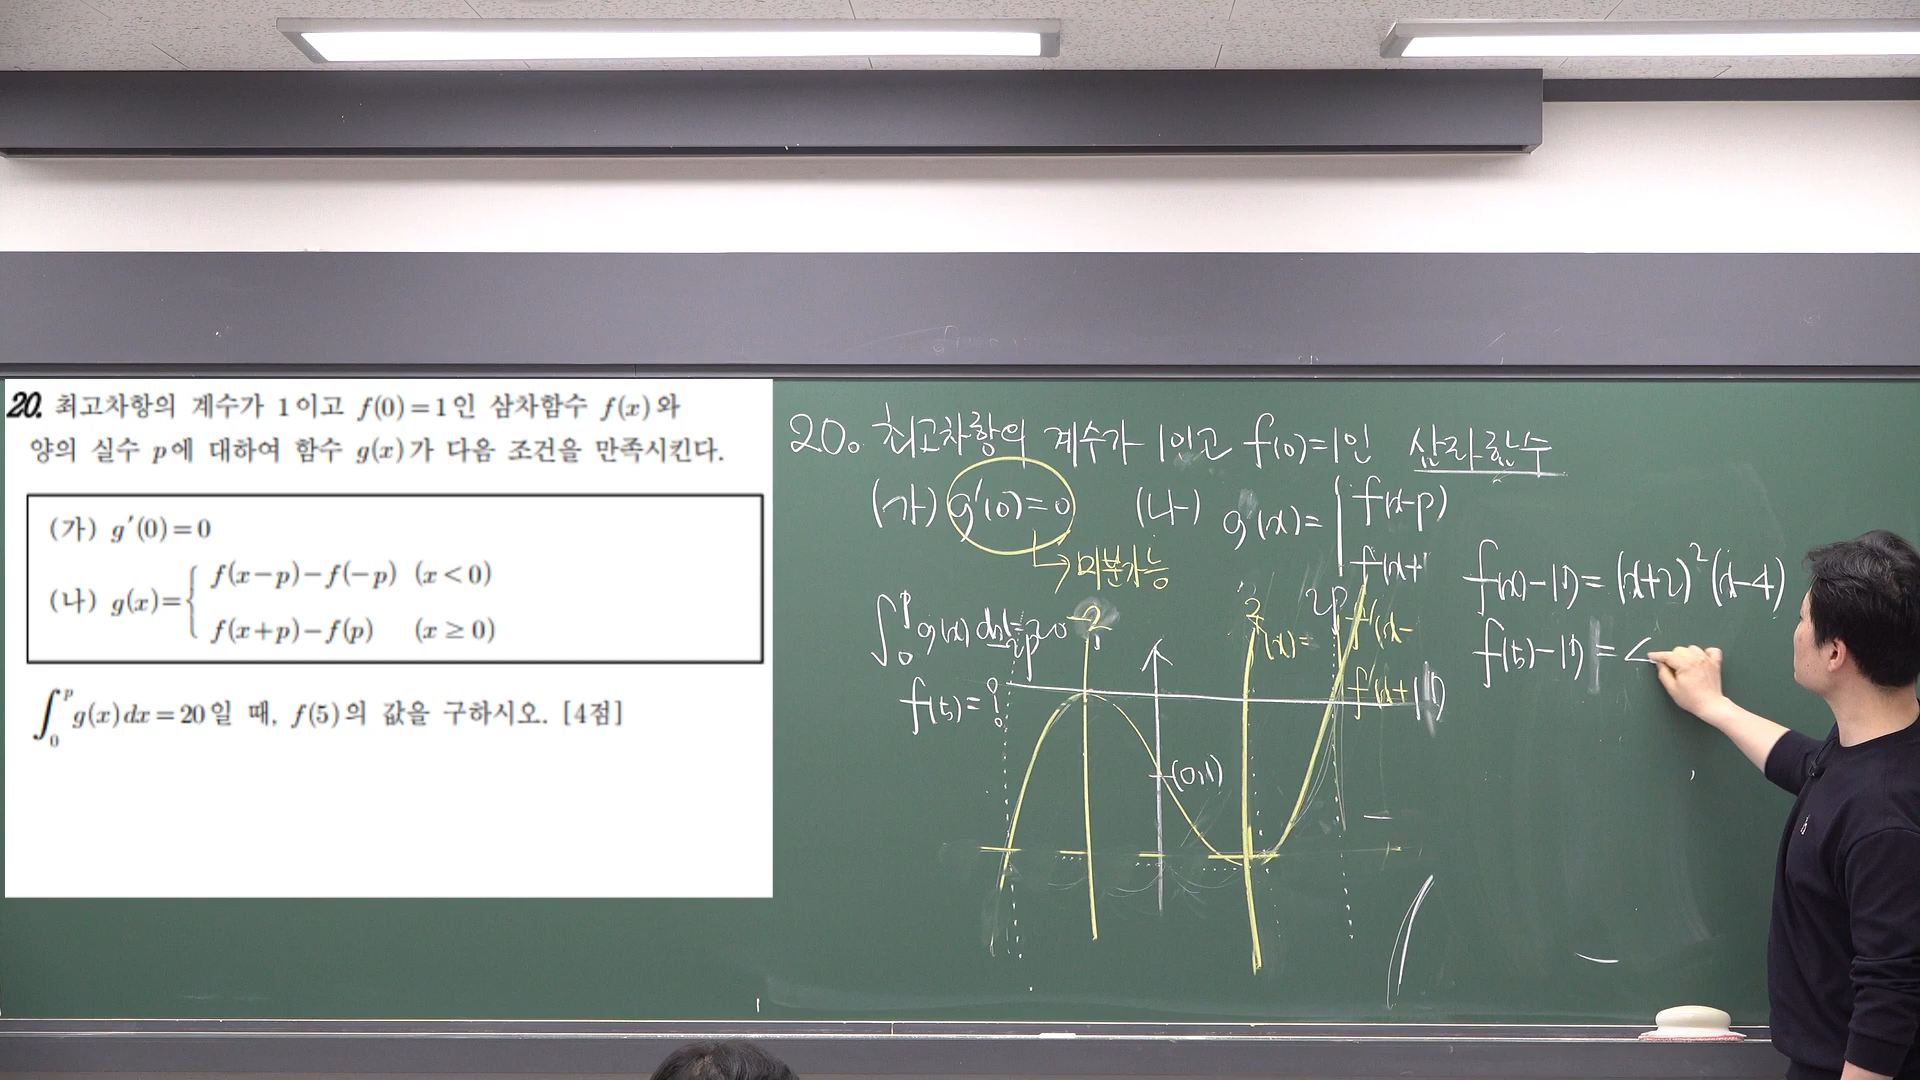 20. 최고차항의 계수가 1이고 f(0)=1인 삼차함수 f(x)와
양의 실수 p에 대하여 함수 g(x)가 다음 조건을 만족시킨다.
(가) g′(0)=0
(나) g(x)={ f(x-p)-f(-p) (x<0)
f(x+p)-f(p) (x≥0)
∫₀ᵖ g(x)dx=20일 때, f(5)의 값을 구하시오. [4점]
20. 최고차항의 계수가 1이고 f(0)=1인 삼차함수
(가) g'(0)=0 (나) g(x)= f(x-p)
f(x+
→ 미분가능
∫₀ᵖ g(x)dx=20
f(5)=?
-2
2
2p
(x)=
f'(x-
f'(x+
17
(0,1)
f(x)-17=(x+2)²(x-4)
f(5)-17=